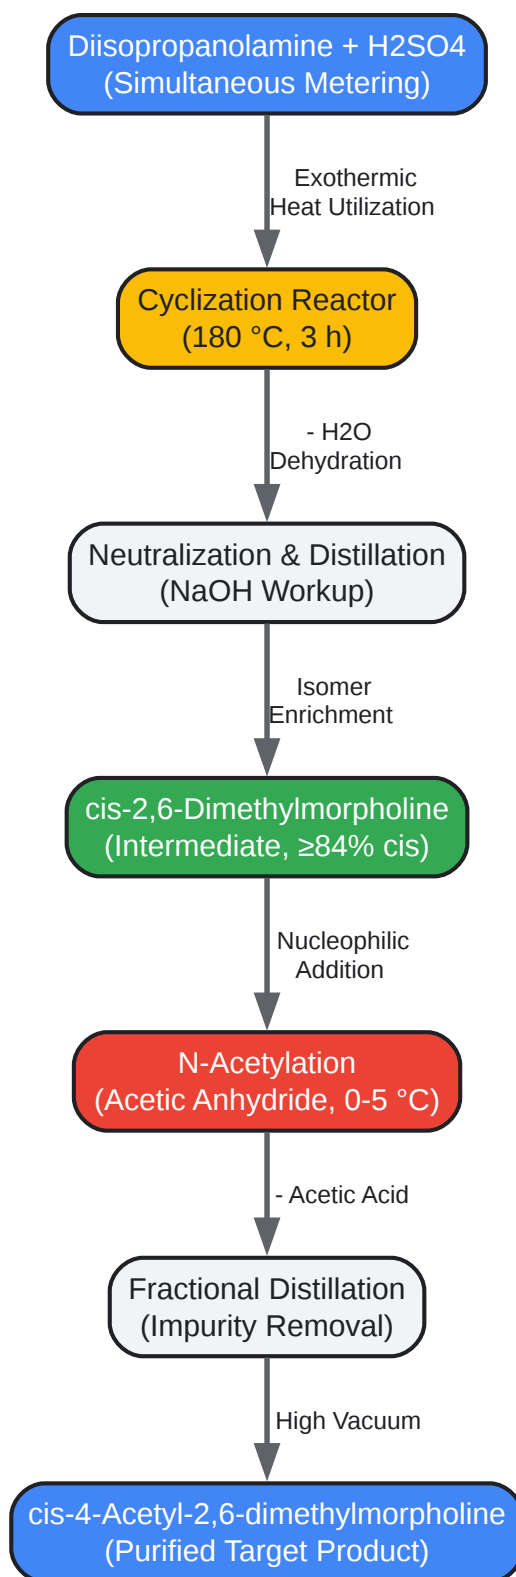 Diisopropanolamine + H2SO4
(Simultaneous Metering)
Exothermic
Heat Utilization
Cyclization Reactor
(180 °C, 3 h)
- H2O
Dehydration
Neutralization & Distillation
(NaOH Workup)
Isomer
Enrichment
cis-2,6-Dimethylmorpholine
(Intermediate, ≥84% cis)
Nucleophilic
Addition
N-Acetylation
(Acetic Anhydride, 0-5 °C)
- Acetic Acid
Fractional Distillation
(Impurity Removal)
High Vacuum
cis-4-Acetyl-2,6-dimethylmorpholine
(Purified Target Product)